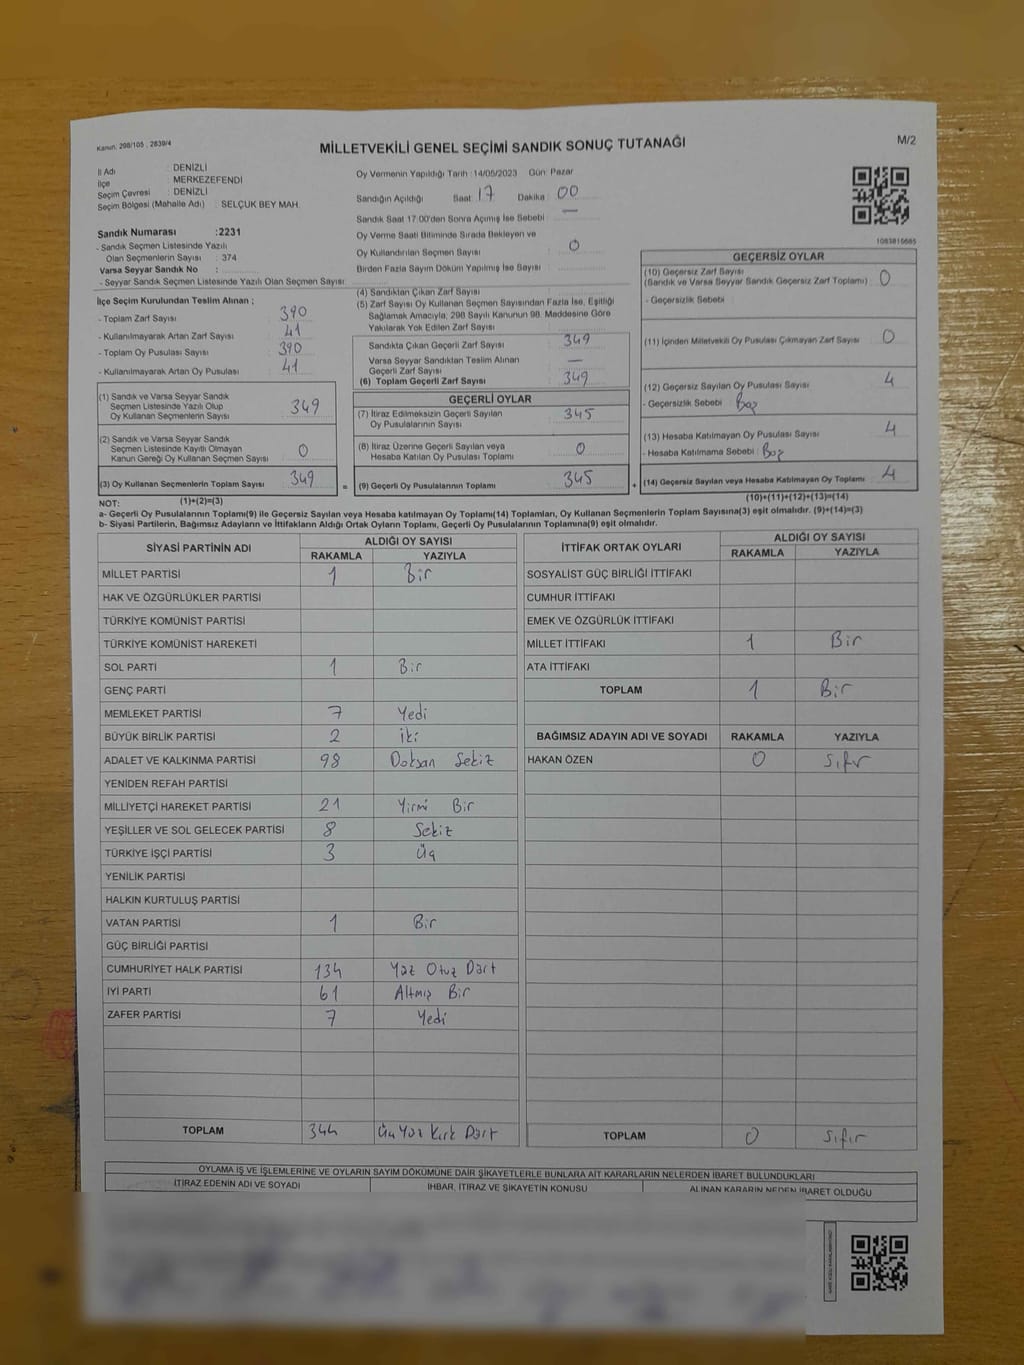 Kanun. 298/105 , 2839/4
MİLLETVEKİLİ GENEL SEÇİMİ SANDIK SONUÇ TUTANAĞI
M/2
İl Adı : DENİZLİ
İlçe : MERKEZEFENDİ
Seçim Çevresi : DENİZLİ
Seçim Bölgesi (Mahalle Adı) : SELÇUK BEY MAH.
Sandık Numarası :2231
- Sandık Seçmen Listesinde Yazılı
Olan Seçmenlerin Sayısı : 374
Varsa Seyyar Sandık No :
- Seyyar Sandık Seçmen Listesinde Yazılı Olan Seçmen Sayısı :
Oy Vermenin Yapıldığı Tarih :14/05/2023 Gün: Pazar
Sandığın Açıldığı Saat 17 Dakika 00
Sandık Saat 17:00'den Sonra Açımış İse Sebebi : —
Oy Verme Saati Bitiminde Sırada Bekleyen ve
Oy Kullandırılan Seçmen Sayısı : 0
Birden Fazla Sayım Döküm Yapılmış İse Sayısı :
1083816665
İlçe Seçim Kurulundan Teslim Alınan ;
- Toplam Zarf Sayısı : 390
- Kullanılmayarak Artan Zarf Sayısı : 41
- Toplam Oy Pusulası Sayısı : 390
- Kullanılmayarak Artan Oy Pusulası : 41
(1) Sandık ve Varsa Seyyar Sandık
Seçmen Listesinde Yazılı Olup
Oy Kullanan Seçmenlerin Sayısı : 349
(2) Sandık ve Varsa Seyyar Sandık
Seçmen Listesinde Kayıtlı Olmayan
Kanun Gereği Oy Kullanan Seçmen Sayısı : 0
(3) Oy Kullanan Seçmenlerin Toplam Sayısı : 349
(1)+(2)=(3)
(4) Sandıktan Çıkan Zarf Sayısı :
(5) Zarf Sayısı Oy Kullanan Seçmen Sayısından Fazla İse, Eşitliği
Sağlamak Amacıyla, 298 Sayılı Kanunun 98. Maddesine Göre
Yakılarak Yok Edilen Zarf Sayısı :
Sandıkta Çıkan Geçerli Zarf Sayısı : 349
Varsa Seyyar Sandıktan Teslim Alınan
Geçerli Zarf Sayısı : —
(6) Toplam Geçerli Zarf Sayısı : 349
GEÇERLİ OYLAR
(7) İtiraz Edilmeksizin Geçerli Sayılan
Oy Pusulalarının Sayısı : 345
(8) İtiraz Üzerine Geçerli Sayılan veya
Hesaba Katılan Oy Pusulası Toplamı : 0
= (9) Geçerli Oy Pusulalarının Toplamı : 345
GEÇERSİZ OYLAR
(10) Geçersiz Zarf Sayısı
(Sandık ve Varsa Seyyar Sandık Geçersiz Zarf Toplamı) : 0
- Geçersizlik Sebebi :
(11) İçinden Milletvekili Oy Pusulası Çıkmayan Zarf Sayısı : 0
(12) Geçersiz Sayılan Oy Pusulası Sayısı : 4
- Geçersizlik Sebebi : Boş
(13) Hesaba Katılmayan Oy Pusulası Sayısı : 4
- Hesaba Katılmama Sebebi : Boş
+ (14) Geçersiz Sayılan veya Hesaba Katılmayan Oy Toplamı : 4
(10)+(11)+(12)+(13)=(14)
NOT:
a- Geçerli Oy Pusulalarının Toplamı(9) ile Geçersiz Sayılan veya Hesaba katılmayan Oy Toplamı(14) Toplamları, Oy Kullanan Seçmenlerin Toplam Sayısına(3) eşit olmalıdır. (9)+(14)=(3)
b- Siyasi Partilerin, Bağımsız Adayların ve İttifakların Aldığı Ortak Oyların Toplamı, Geçerli Oy Pusulalarının Toplamına(9) eşit olmalıdır.
SİYASİ PARTİNİN ADI ALDIĞI OY SAYISI
RAKAMLA YAZIYLA
MİLLET PARTİSİ 1 Bir
HAK VE ÖZGÜRLÜKLER PARTİSİ
TÜRKİYE KOMÜNİST PARTİSİ
TÜRKİYE KOMÜNİST HAREKETİ
SOL PARTİ 1 Bir
GENÇ PARTİ
MEMLEKET PARTİSİ 7 Yedi
BÜYÜK BİRLİK PARTİSİ 2 iki
ADALET VE KALKINMA PARTİSİ 98 Doksan Sekiz
YENİDEN REFAH PARTİSİ
MİLLİYETÇİ HAREKET PARTİSİ 21 Yirmi Bir
YEŞİLLER VE SOL GELECEK PARTİSİ 8 Sekiz
TÜRKİYE İŞÇİ PARTİSİ 3 Üç
YENİLİK PARTİSİ
HALKIN KURTULUŞ PARTİSİ
VATAN PARTİSİ 1 Bir
GÜÇ BİRLİĞİ PARTİSİ
CUMHURİYET HALK PARTİSİ 134 Yüz Otuz Dört
İYİ PARTİ 61 Altmış Bir
ZAFER PARTİSİ 7 Yedi
TOPLAM 344 Üç Yüz Kırk Dört
İTTİFAK ORTAK OYLARI ALDIĞI OY SAYISI
RAKAMLA YAZIYLA
SOSYALİST GÜÇ BİRLİĞİ İTTİFAKI
CUMHUR İTTİFAKI
EMEK VE ÖZGÜRLÜK İTTİFAKI
MİLLET İTTİFAKI 1 Bir
ATA İTTİFAKI
TOPLAM 1 Bir
BAĞIMSIZ ADAYIN ADI VE SOYADI RAKAMLA YAZIYLA
HAKAN ÖZEN 0 Sıfır
TOPLAM 0 Sıfır
OYLAMA İŞ VE İŞLEMLERİNE VE OYLARIN SAYIM DÖKÜMÜNE DAİR ŞİKAYETLERLE BUNLARA AİT KARARLARIN NELERDEN İBARET BULUNDUKLARI
İTİRAZ EDENİN ADI VE SOYADI İHBAR, İTİRAZ VE ŞİKAYETİN KONUSU ALINAN KARARIN NEDEN İBARET OLDUĞU